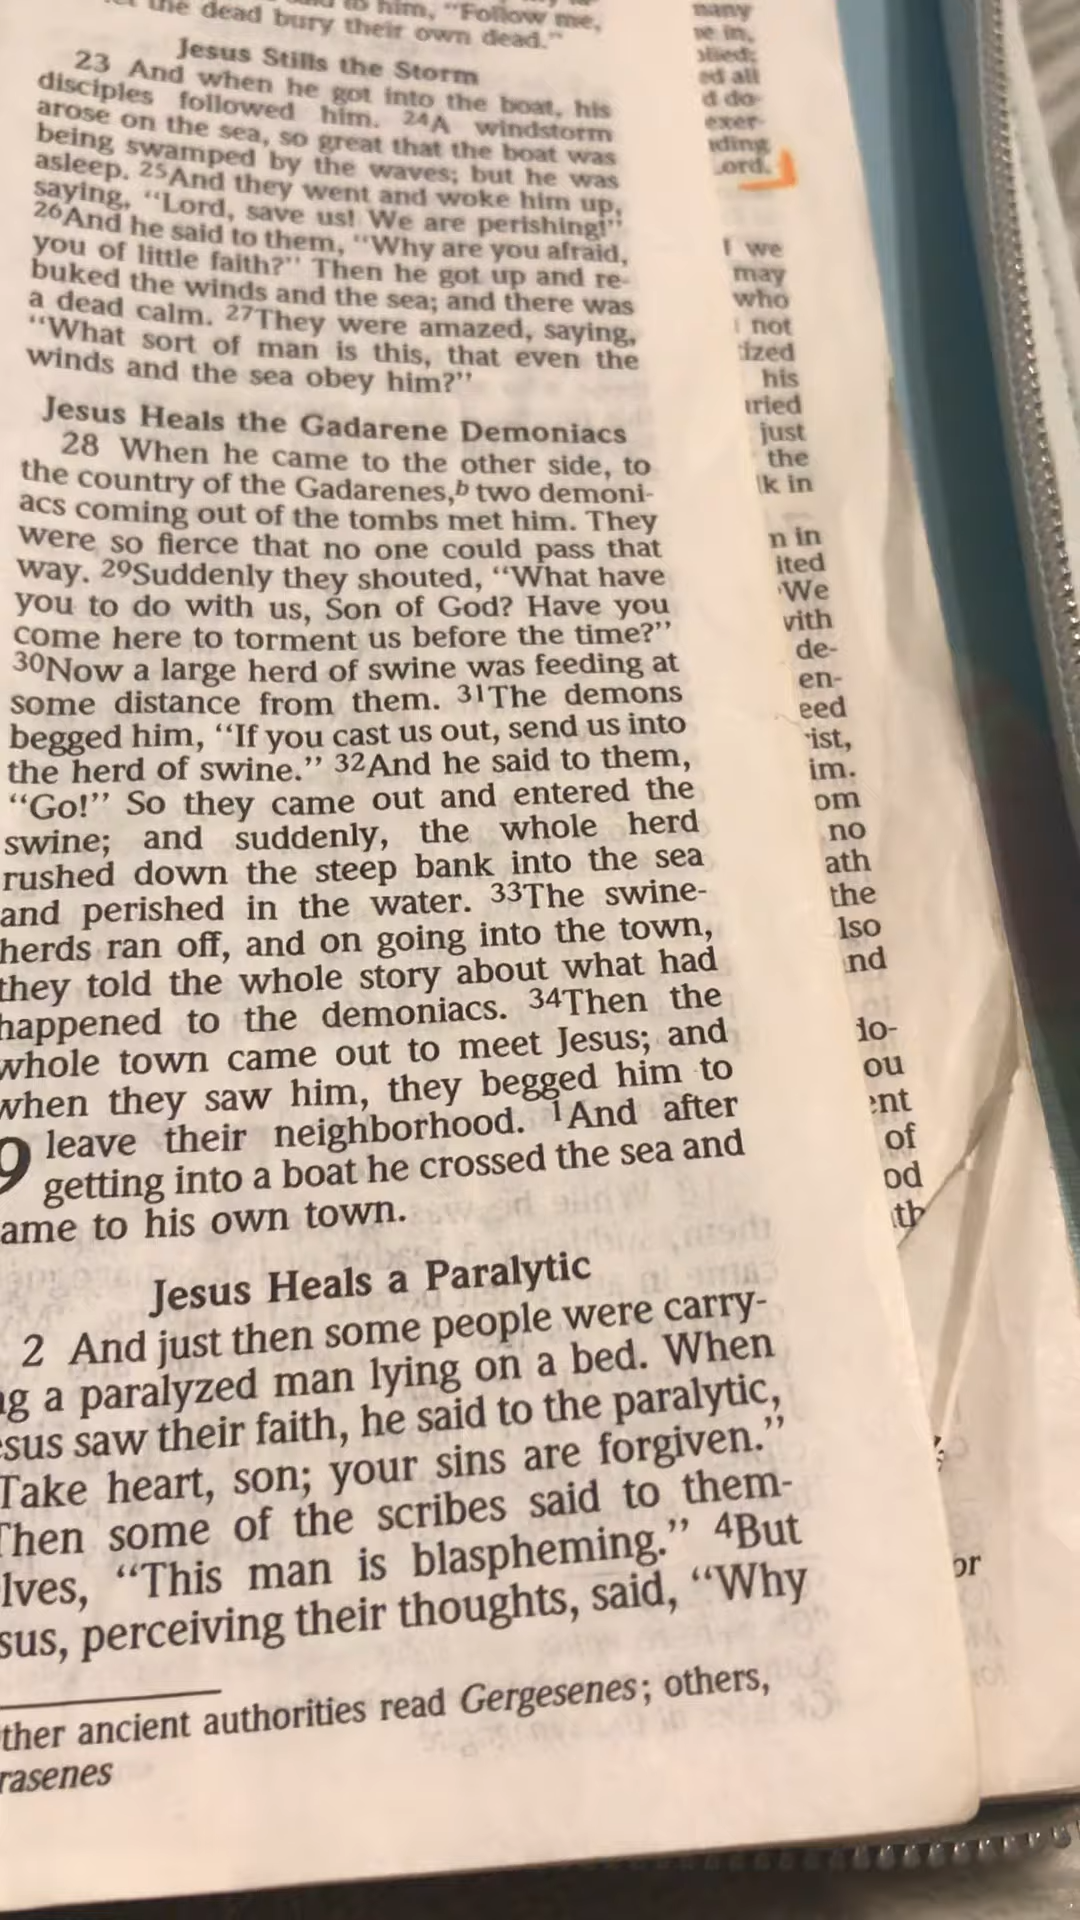 the dead bury their own dead."
him, "Follow me,
Jesus Stills the Storm
23 And when he got into the boat, his
disciples followed him. 24A windstorm
arose on the sea, so great that the boat was
being swamped by the waves; but he was
asleep. 25And they went and woke him up,
saying, "Lord, save us! We are perishing!"
26And he said to them, "Why are you afraid,
you of little faith?" Then he got up and re-
buked the winds and the sea; and there was
a dead calm. 27They were amazed, saying,
"What sort of man is this, that even the
winds and the sea obey him?"
Jesus Heals the Gadarene Demoniacs
28 When he came to the other side, to
the country of the Gadarenes,b two demoni-
acs coming out of the tombs met him. They
were so fierce that no one could pass that
way. 29Suddenly they shouted, "What have
you to do with us, Son of God? Have you
come here to torment us before the time?"
30Now a large herd of swine was feeding at
some distance from them. 31The demons
begged him, "If you cast us out, send us into
the herd of swine." 32And he said to them,
"Go!" So they came out and entered the
swine; and suddenly, the whole herd
rushed down the steep bank into the sea
and perished in the water. 33The swine-
herds ran off, and on going into the town,
they told the whole story about what had
happened to the demoniacs. 34Then the
whole town came out to meet Jesus; and
when they saw him, they begged him to
9 leave their neighborhood. 1And after
getting into a boat he crossed the sea and
ame to his own town.
Jesus Heals a Paralytic
2 And just then some people were carry-
g a paralyzed man lying on a bed. When
sus saw their faith, he said to the paralytic,
Take heart, son; your sins are forgiven."
Then some of the scribes said to them-
lves, "This man is blaspheming." 4But
sus, perceiving their thoughts, said, "Why
ther ancient authorities read Gergesenes; others,
rasenes
many
ed all
d do-
exer-
ding
ord.
f we
may
who
not
ized
his
ried
just
the
k in
n in
ited
We
vith
de-
en-
eed
ist,
im.
om
no
ath
the
lso
nd
do-
ou
ent
of
od
th
or